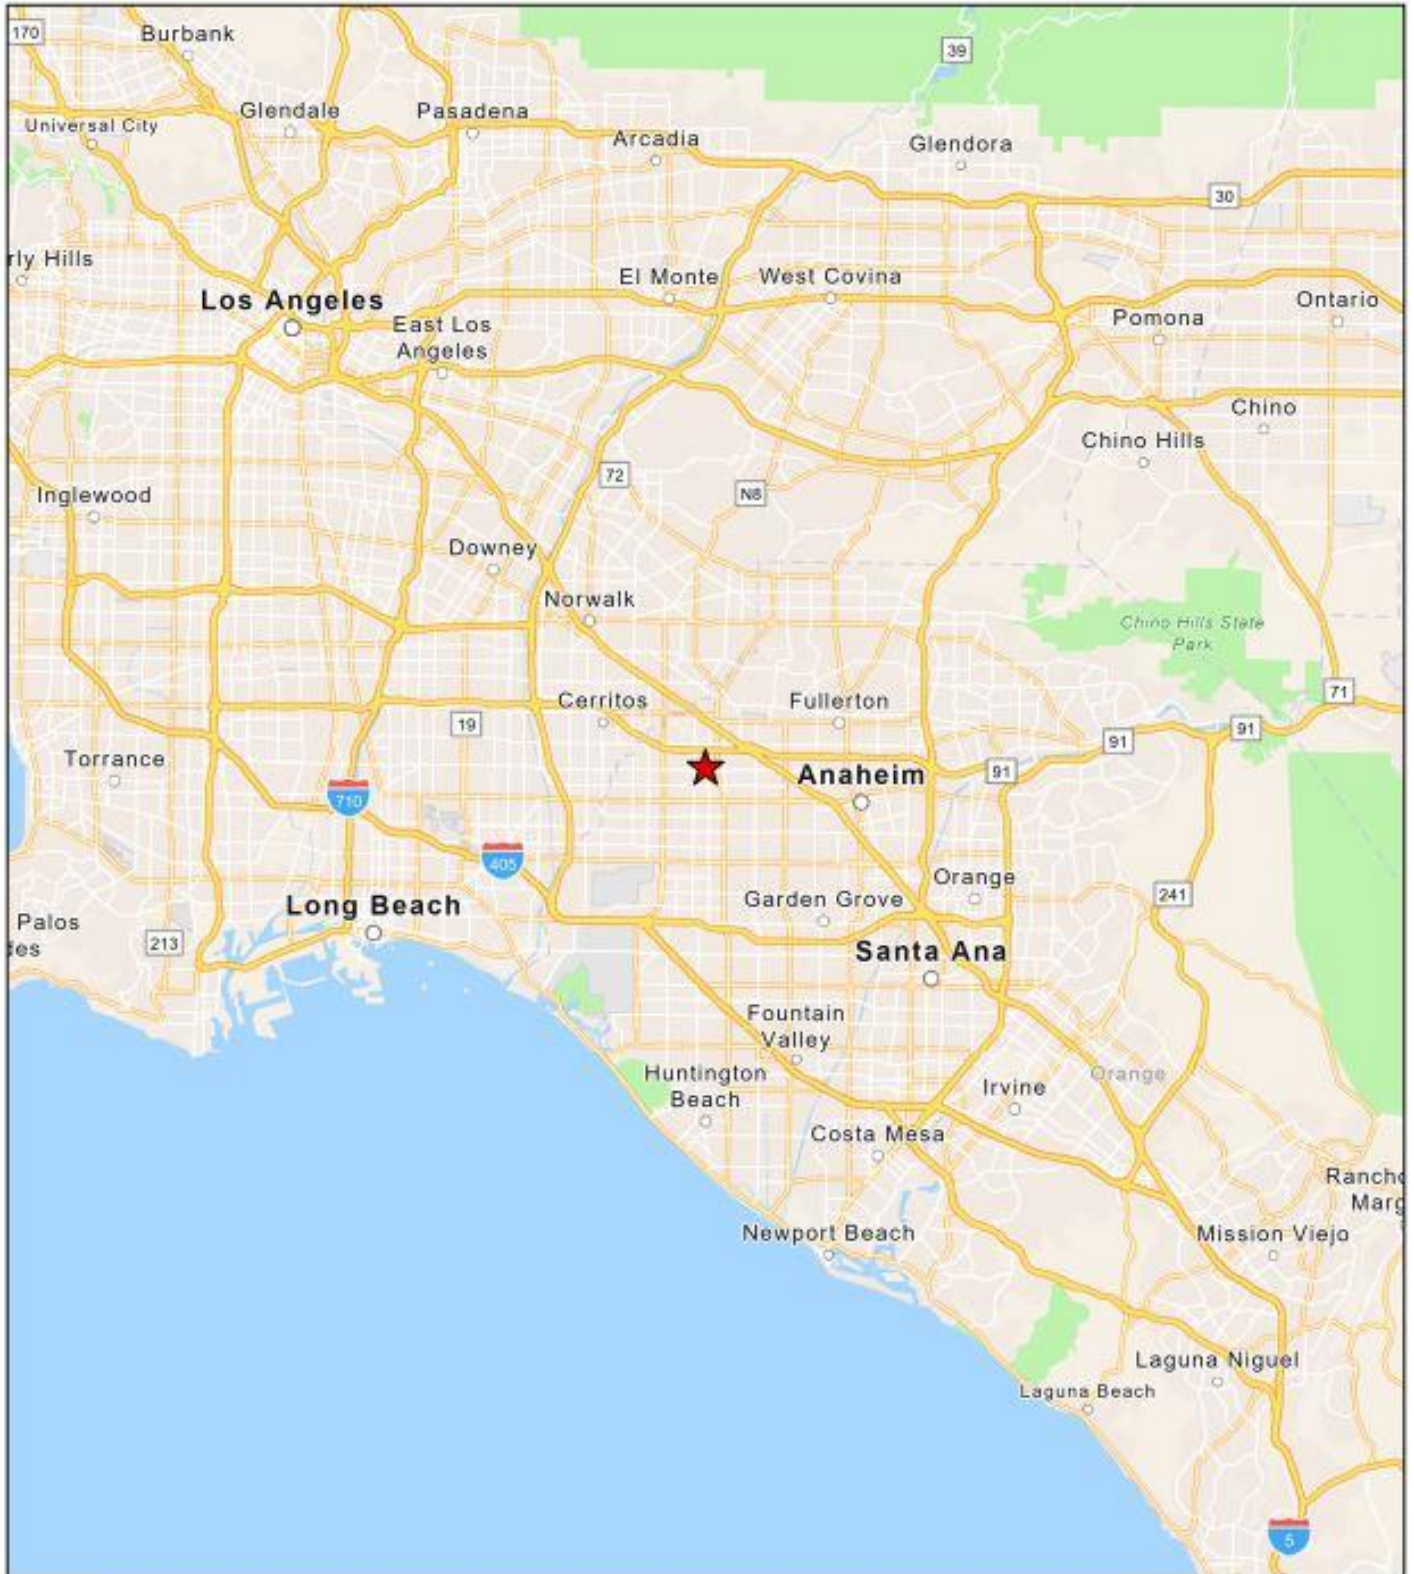 170
Burbank
39
Glendale
Pasadena
Universal City
Arcadia
Glendora
30
rly Hills
El Monte
West Covina
Los Angeles
Ontario
East Los
Angeles
Pomona
Chino
Chino Hills
72
N8
Inglewood
Downey
Norwalk
Chino Hills State
Park
Cerritos
Fullerton
71
19
91
91
Torrance
Anaheim
91
710
405
Orange
241
Garden Grove
Long Beach
Palos
des
213
Santa Ana
Fountain
Valley
Huntington
Beach
Orange
Irvine
Costa Mesa
Rancho
Marg
Newport Beach
Mission Viejo
Laguna Niguel
Laguna Beach
5